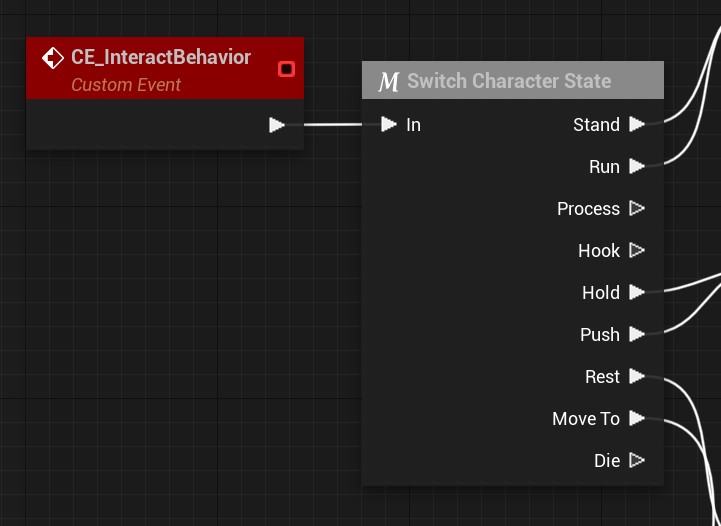 CE_InteractBehavior
Custom Event
M Switch Character State
In
Stand
Run
Process
Hook
Hold
Push
Rest
Move To
Die